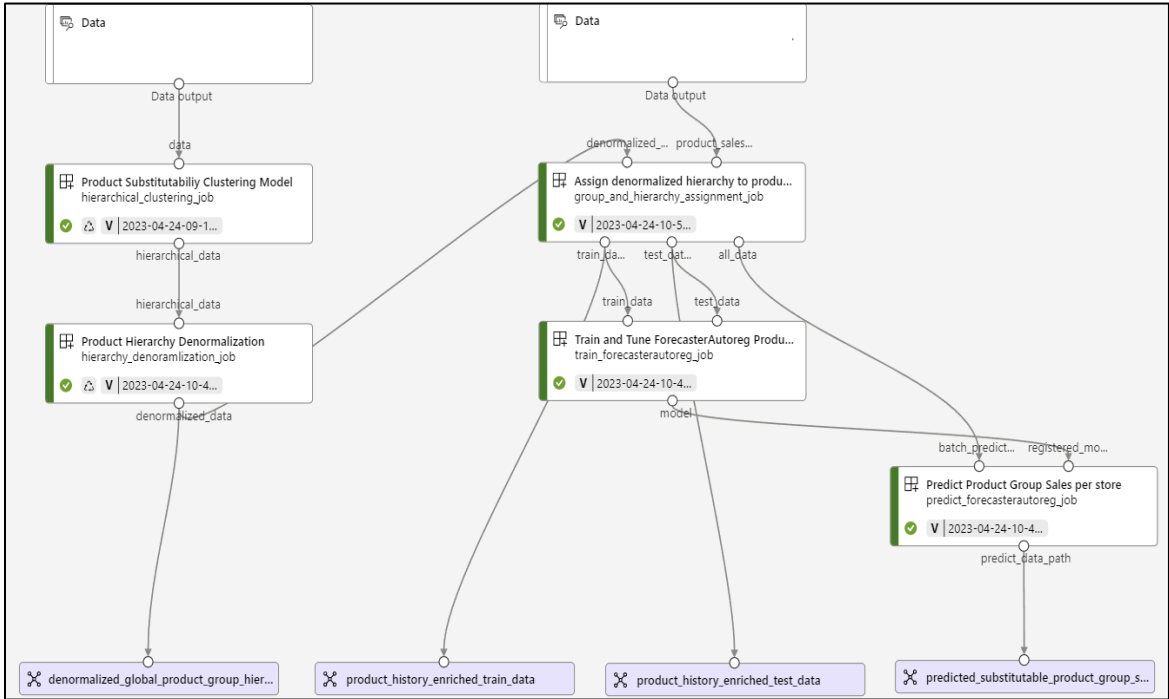 Data
Data
Data output
Data output
data
denormalized_...
product_sales...
Product Substitutabiliy Clustering Model
hierarchical_clustering_job
V 2023-04-24-09-1...
hierarchical_data
Assign denormalized hierarchy to produ...
group_and_hierarchy_assignment_job
V 2023-04-24-10-5...
train_da...
test_dat...
all_data
hierarchical_data
train_data
test_data
Product Hierarchy Denormalization
hierarchy_denoramlization_job
V 2023-04-24-10-4...
denormalized_data
Train and Tune ForecasterAutoreg Produ...
train_forecasterautoreg_job
V 2023-04-24-10-4...
model
batch_predict...
registered_mo...
Predict Product Group Sales per store
predict_forecasterautoreg_job
V 2023-04-24-10-4...
predict_data_path
denormalized_global_product_group_hier...
product_history_enriched_train_data
product_history_enriched_test_data
predicted_substitutable_product_group_s...